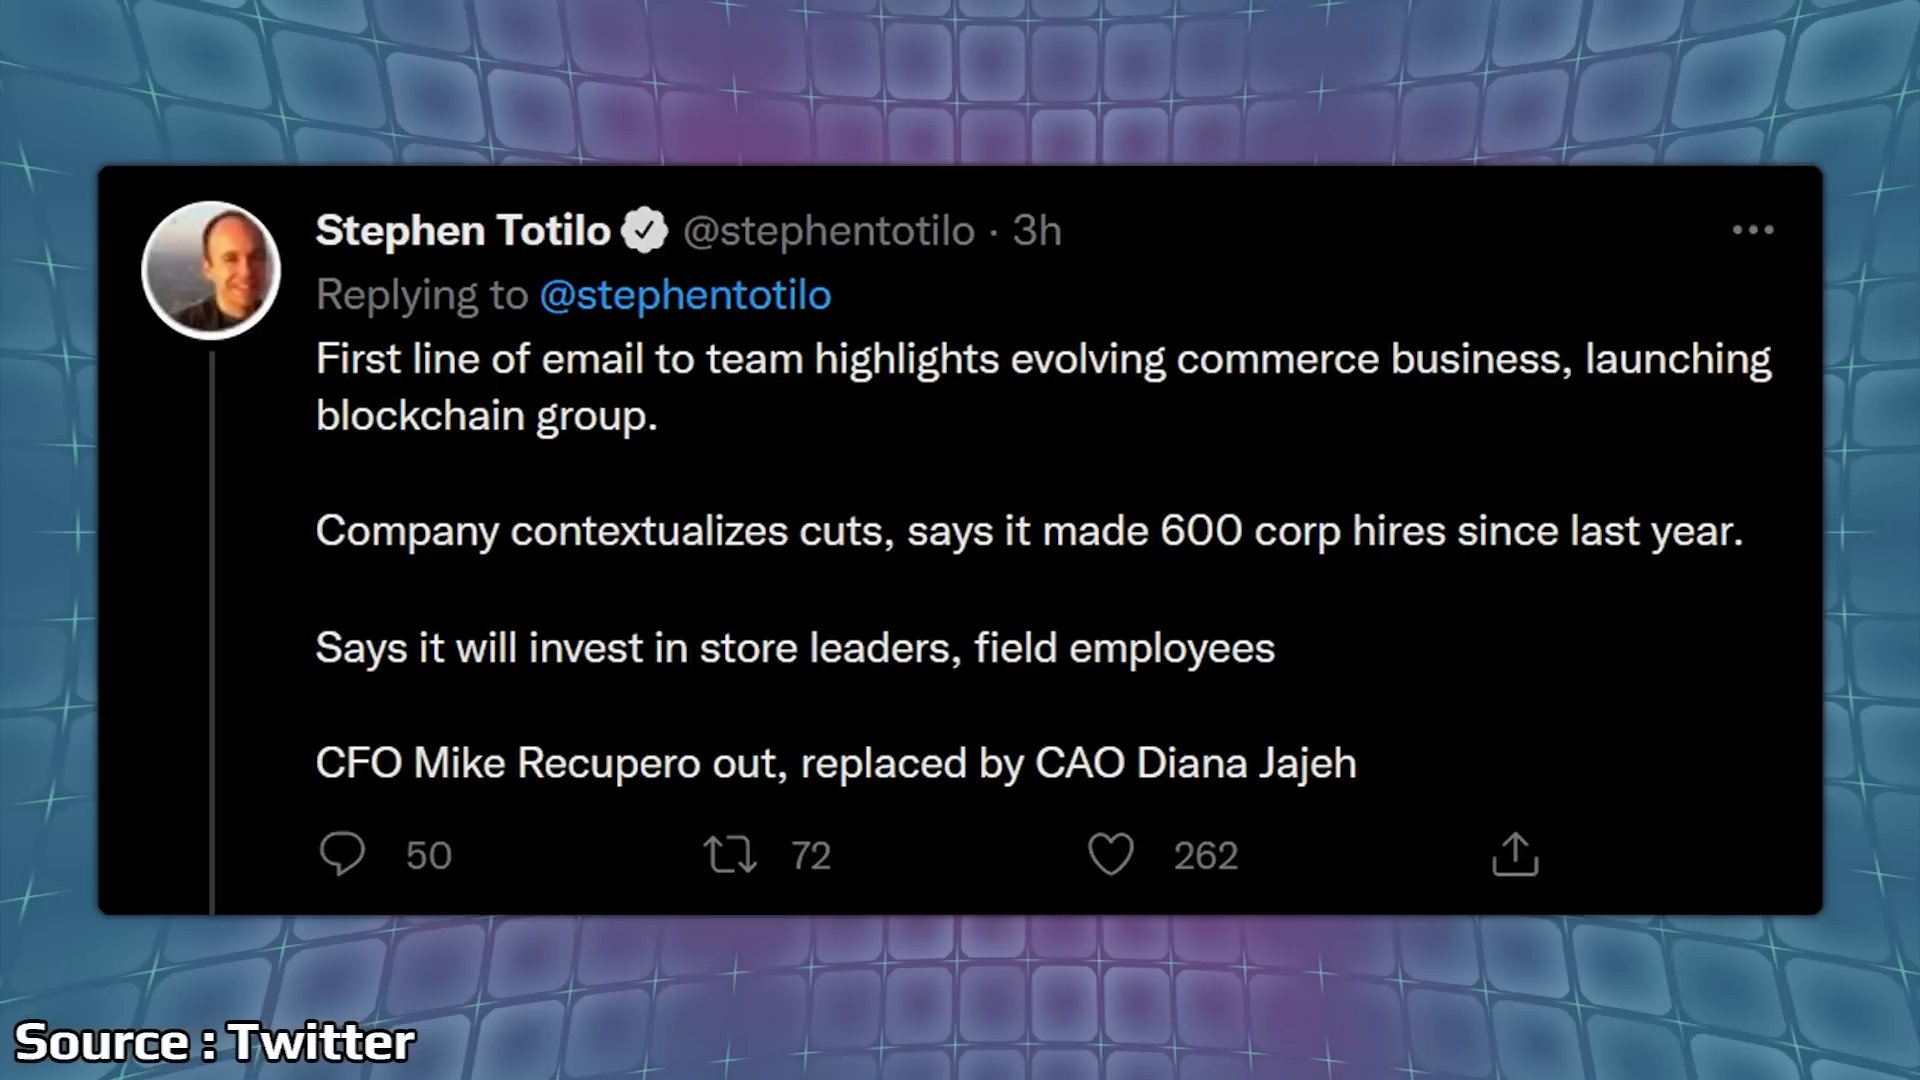 Stephen Totilo @stephentotilo · 3h
Replying to @stephentotilo
First line of email to team highlights evolving commerce business, launching
blockchain group.
Company contextualizes cuts, says it made 600 corp hires since last year.
Says it will invest in store leaders, field employees
CFO Mike Recupero out, replaced by CAO Diana Jajeh
50 72 262
Source : Twitter